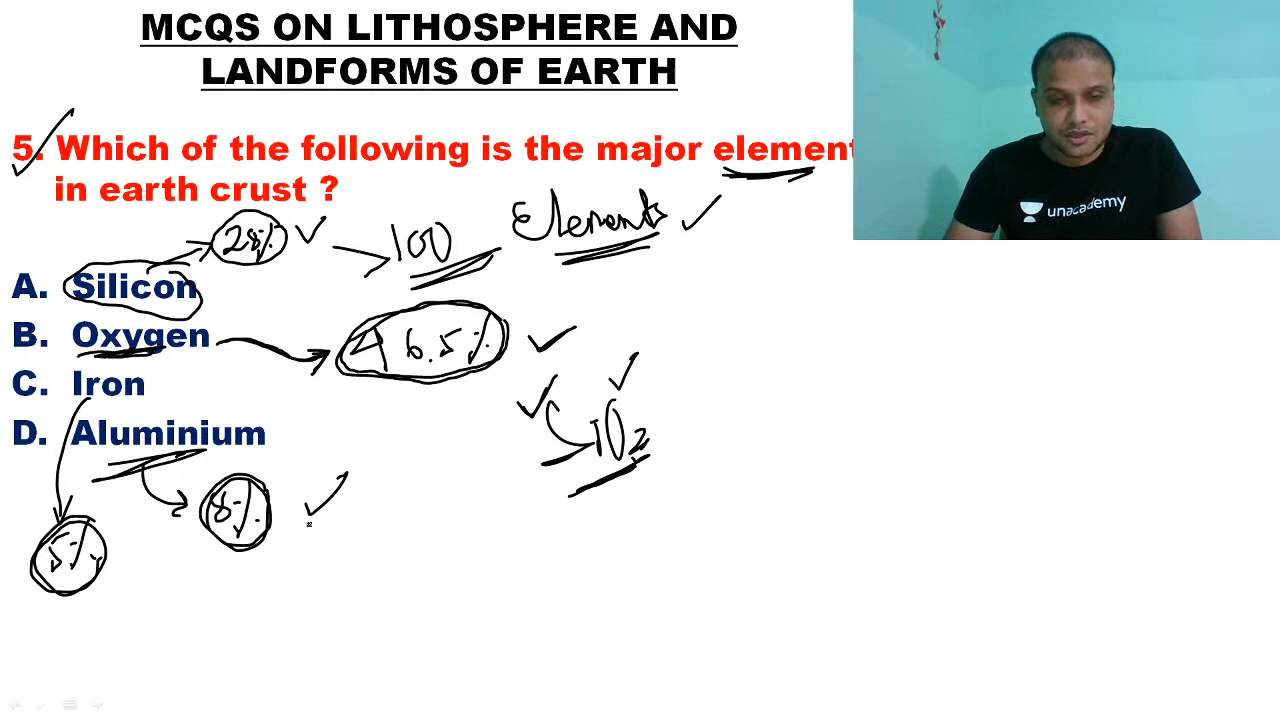 MCQS ON LITHOSPHERE AND
LANDFORMS OF EARTH
5. Which of the following is the major element
in earth crust ?
28%
100
Elements
A. Silicon
B. Oxygen
46.5%
C. Iron
SiO2
D. Aluminium
8%
5%
unacademy